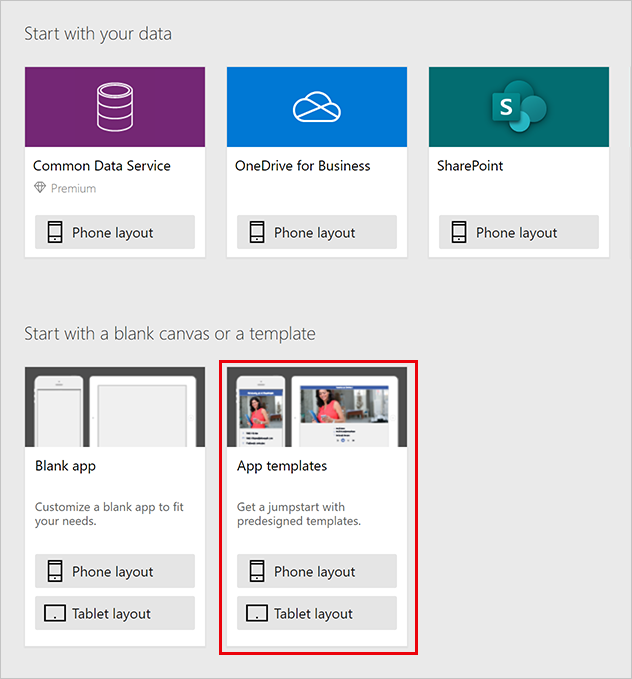 Start with your data
S
Common Data Service
OneDrive for Business
SharePoint
Premium
Phone layout
Phone layout
Phone layout
Start with a blank canvas or a template
Blank app
App templates
Customize a blank app to fit
your needs.
Get a jumpstart with
predesigned templates.
Phone layout
Phone layout
Tablet layout
Tablet layout